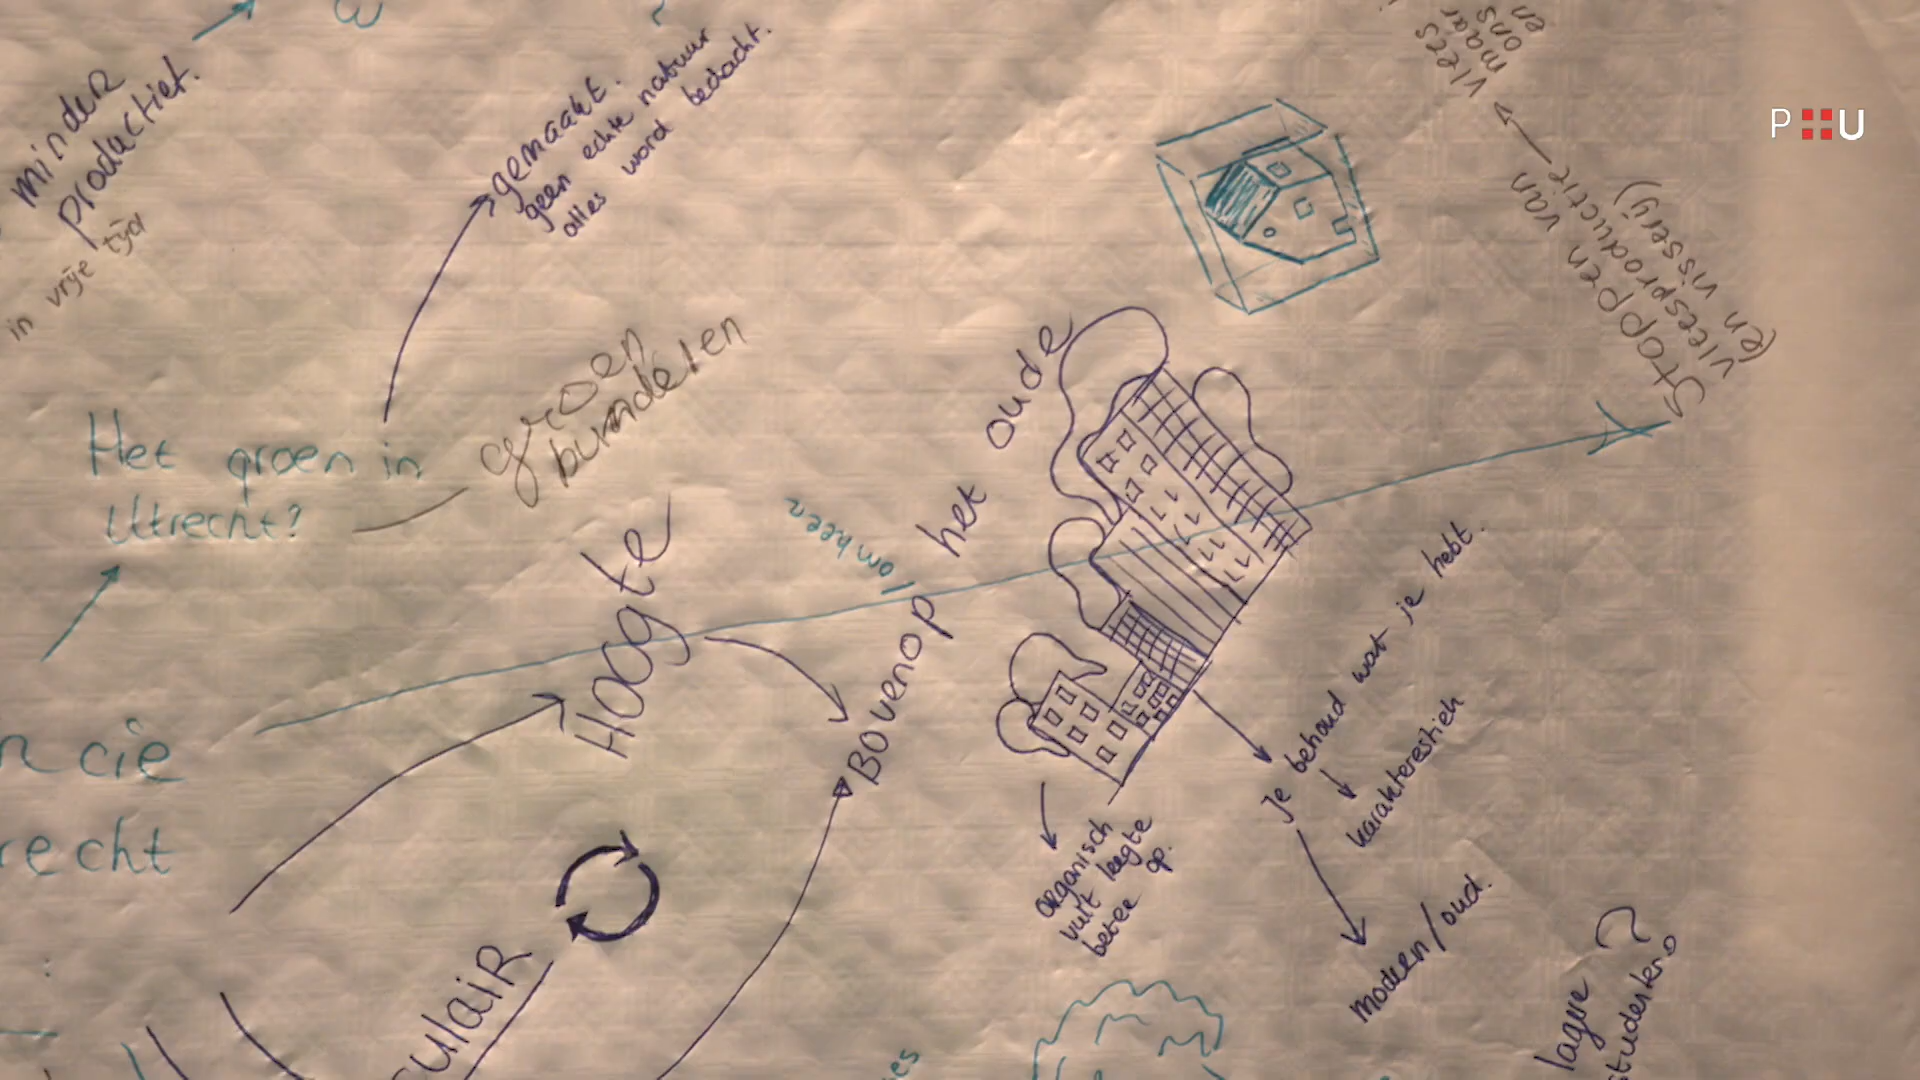 minder
productief.
in vrije tijd
gemaakt.
geen echte natuur
alles word bedacht.
vlees
maar
ons
en
P U
Stoppen van
vleesproductie
(en visserij)
Het groen in
Utrecht?
groen
bundelen
Hoogte
/omheen
Bovenop het oude
cie
recht
Je behoud wat je hebt.
karakterestiek
modern/oud.
organisch
vult leegte
beter op.
culair
lague
studenten?